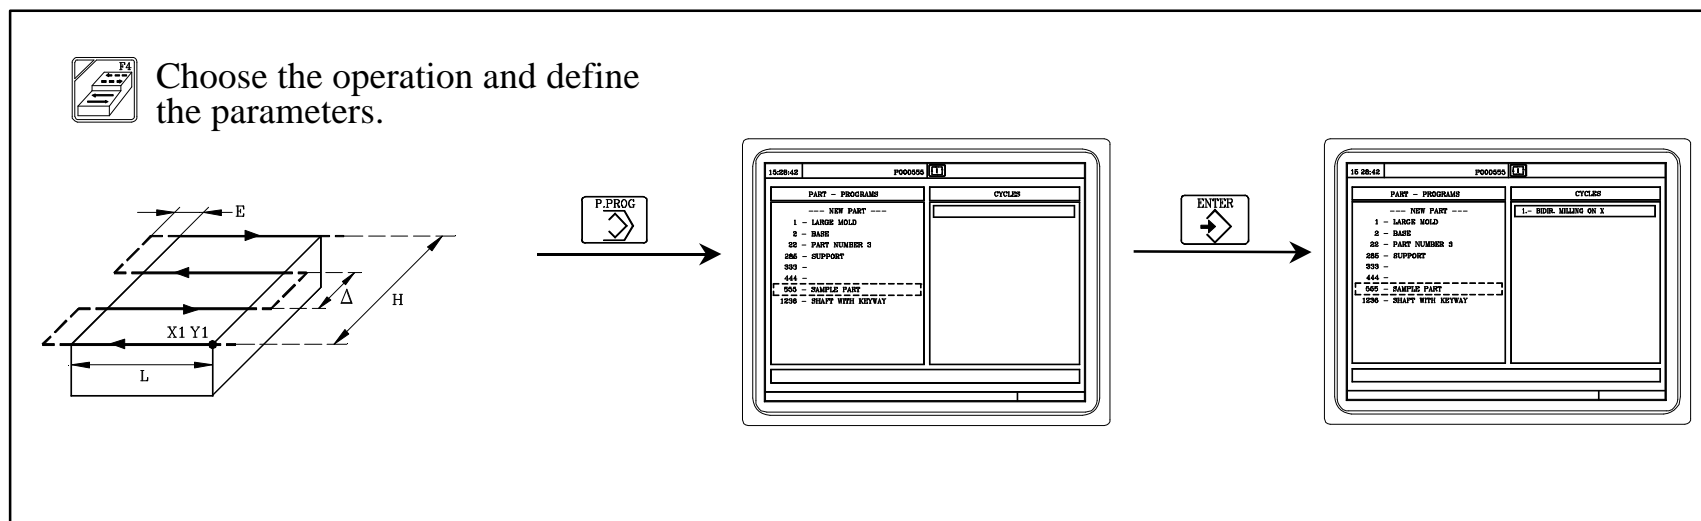 F4
Choose the operation and define
the parameters.
E
Δ
H
X1 Y1
L
P.PROG
15:28:42 P000555
PART - PROGRAMS CYCLES
--- NEW PART ---
1 - LARGE MOLD
2 - BASE
22 - PART NUMBER 3
285 - SUPPORT
333 -
444 -
555 - SAMPLE PART
1236 - SHAFT WITH KEYWAY
ENTER
15 28:42 P000555
PART - PROGRAMS CYCLES
--- NEW PART --- 1.- BIDIR. MILLING ON X
1 - LARGE MOLD
2 - BASE
22 - PART NUMBER 3
285 - SUPPORT
333 -
444 -
555 - SAMPLE PART
1236 - SHAFT WITH KEYWAY